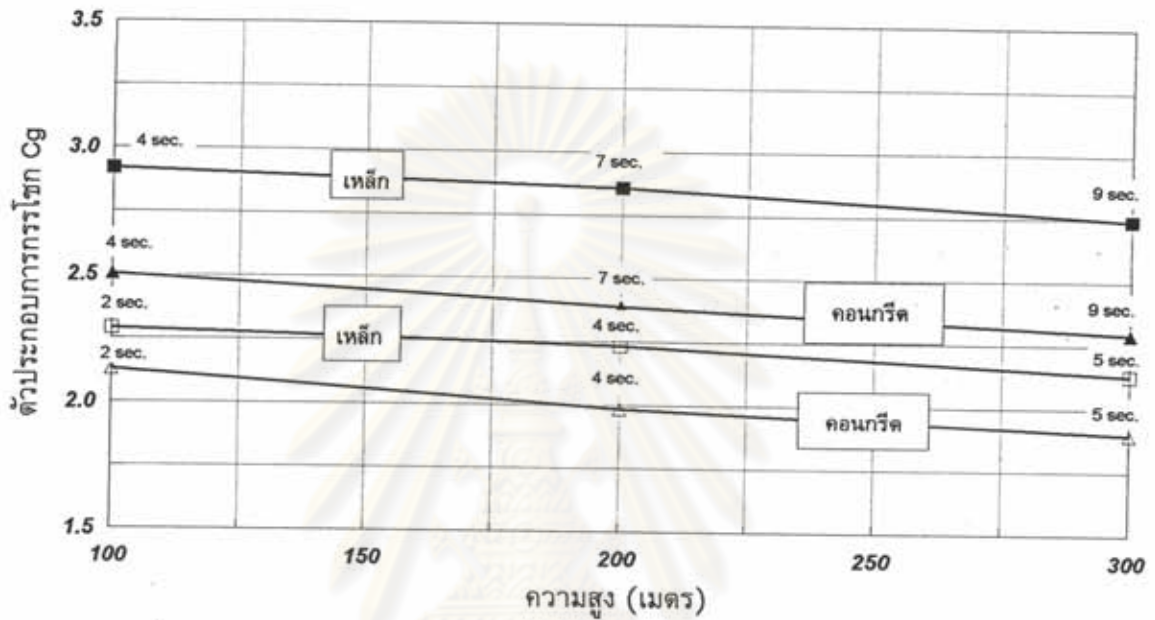 ตัวประกอบการกรรโชก Cg
3.5
3.0
2.5
2.0
1.5
4 sec.
7 sec.
9 sec.
เหล็ก
4 sec.
7 sec.
9 sec.
คอนกรีต
2 sec.
4 sec.
5 sec.
เหล็ก
2 sec.
4 sec.
5 sec.
คอนกรีต
100
150
200
250
300
ความสูง (เมตร)